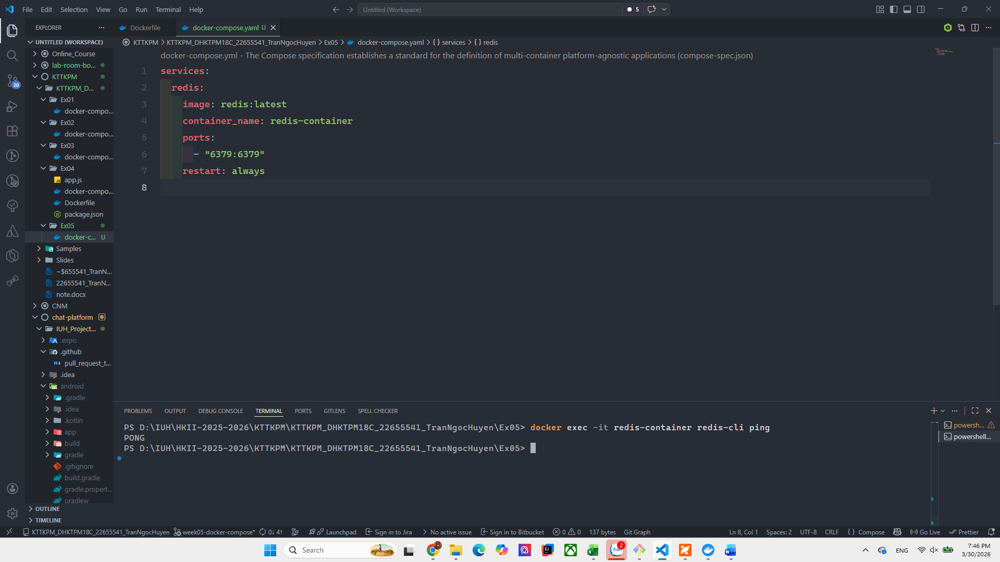 File Edit Selection View Go Run Terminal Help
Untitled (Workspace)
5
EXPLORER
Dockerfile
docker-compose.yaml U
UNTITLED (WORKSPACE)
KTTKPM > KTTKPM_DHKTPM18C_22655541_TranNgocHuyen > Ex05 > docker-compose.yaml > { } services > { } redis
Online_Course
lab-room-bo...
KTTKPM
KTTKPM_D...
Ex01
docker-compo...
Ex02
docker-compo...
Ex03
docker-compo...
Ex04
app.js
docker-compo...
Dockerfile
package.json
Ex05
docker-c... U
Samples
Slides
~$655541_TranN...
22655541_TranN...
note.docx
CNM
chat-platform
IUH_Project...
.expo
.github
pull_request_t...
.idea
android
.gradle
.idea
.kotlin
app
build
gradle
.gitignore
build.gradle
gradle.propert...
gradlew
OUTLINE
TIMELINE
20
docker-compose.yml - The Compose specification establishes a standard for the definition of multi-container platform-agnostic applications (compose-spec.json)
1 services:
2 redis:
3 image: redis:latest
4 container_name: redis-container
5 ports:
6 - "6379:6379"
7 restart: always
8
PROBLEMS OUTPUT DEBUG CONSOLE TERMINAL PORTS GITLENS SPELL CHECKER
PS D:\IUH\HKII-2025-2026\KTTKPM\KTTKPM_DHKTPM18C_22655541_TranNgocHuyen\Ex05> docker exec -it redis-container redis-cli ping
PONG
PS D:\IUH\HKII-2025-2026\KTTKPM\KTTKPM_DHKTPM18C_22655541_TranNgocHuyen\Ex05>
powersh...
powershell...
KTTKPM_DHKTPM18C_22655541_TranNgocHuyen week05-docker-compose* 0↓ 4↑ Launchpad Sign in to Jira No active issue Sign in to Bitbucket 0 0 137 bytes Git Graph Ln 8, Col 1 Spaces: 2 UTF-8 CRLF { } Compose Go Live Prettier
Search
Zalo 2
ENG
7:46 PM
3/30/2026